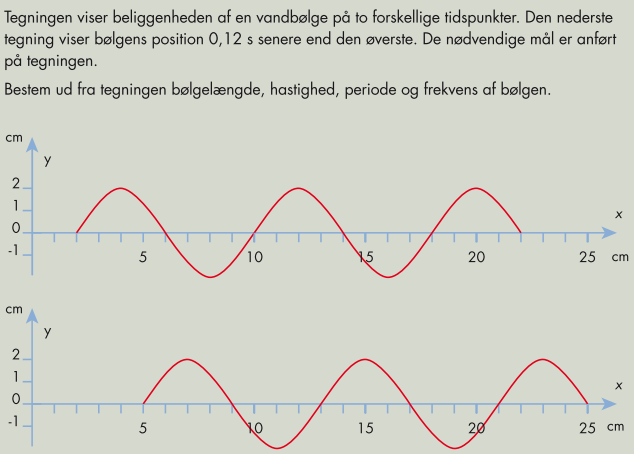 Tegningen viser beliggenheden af en vandbølge på to forskellige tidspunkter. Den nederste
tegning viser bølgens position 0,12 s senere end den øverste. De nødvendige mål er anført
på tegningen.
Bestem ud fra tegningen bølgelængde, hastighed, periode og frekvens af bølgen.
cm
y
2
1
0
-1
x
5 10 15 20 25 cm
cm
y
2
1
0
-1
x
5 10 15 20 25 cm